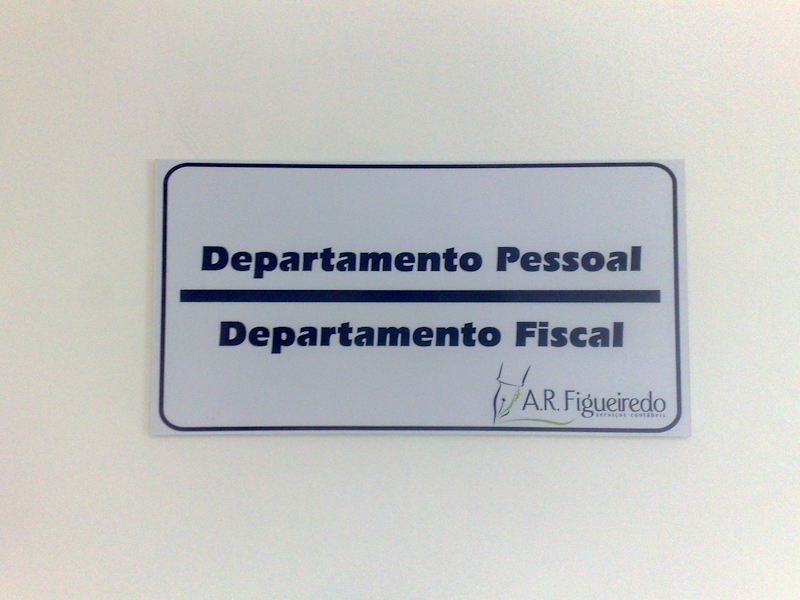 Departamento Pessoal
Departamento Fiscal
A.R. Figueiredo
serviços contábeis